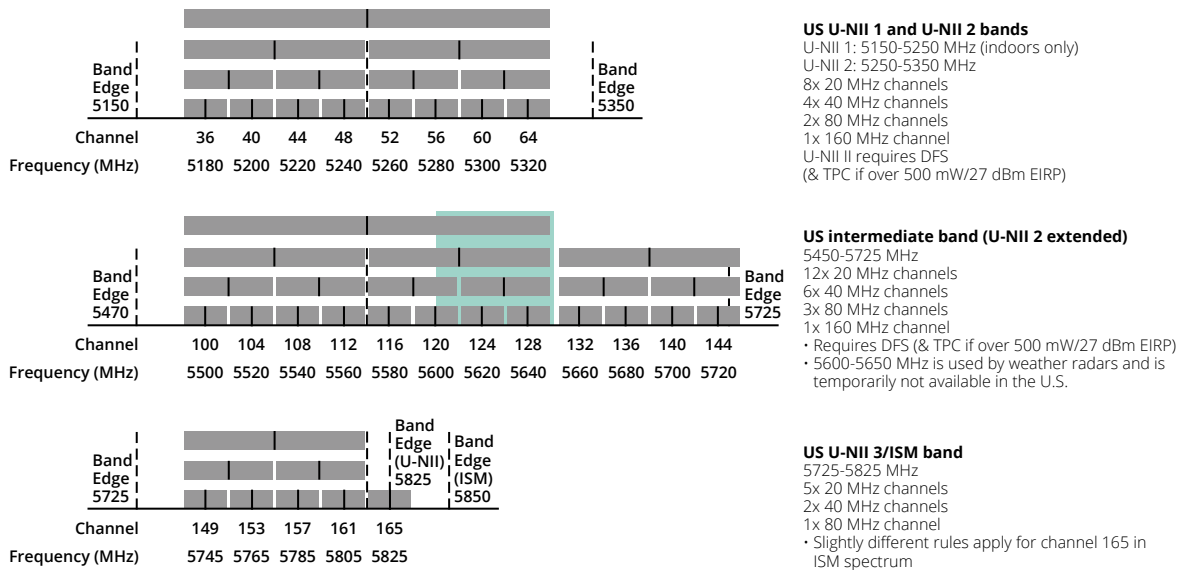 Band
Edge
5150
Band
Edge
5350
Channel 36 40 44 48 52 56 60 64
Frequency (MHz) 5180 5200 5220 5240 5260 5280 5300 5320
US U-NII 1 and U-NII 2 bands
U-NII 1: 5150-5250 MHz (indoors only)
U-NII 2: 5250-5350 MHz
8x 20 MHz channels
4x 40 MHz channels
2x 80 MHz channels
1x 160 MHz channel
U-NII II requires DFS
(& TPC if over 500 mW/27 dBm EIRP)
Band
Edge
5470
Band
Edge
5725
Channel 100 104 108 112 116 120 124 128 132 136 140 144
Frequency (MHz) 5500 5520 5540 5560 5580 5600 5620 5640 5660 5680 5700 5720
US intermediate band (U-NII 2 extended)
5450-5725 MHz
12x 20 MHz channels
6x 40 MHz channels
3x 80 MHz channels
1x 160 MHz channel
• Requires DFS (& TPC if over 500 mW/27 dBm EIRP)
• 5600-5650 MHz is used by weather radars and is
temporarily not available in the U.S.
Band
Edge
5725
Band
Edge
(U-NII)
5825
Band
Edge
(ISM)
5850
Channel 149 153 157 161 165
Frequency (MHz) 5745 5765 5785 5805 5825
US U-NII 3/ISM band
5725-5825 MHz
5x 20 MHz channels
2x 40 MHz channels
1x 80 MHz channel
• Slightly different rules apply for channel 165 in
ISM spectrum